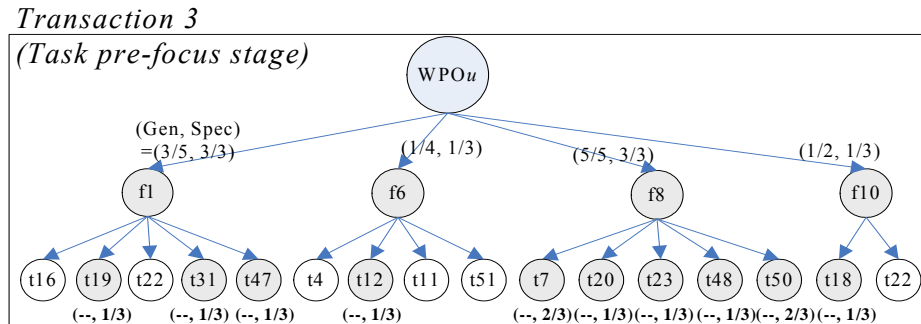 Transaction 3
(Task pre-focus stage)
WPOu
(Gen, Spec)
=(3/5, 3/3)
(1/4, 1/3)
(5/5, 3/3)
(1/2, 1/3)
f1
f6
f8
f10
t16 t19 t22 t31 t47 t4 t12 t11 t51 t7 t20 t23 t48 t50 t18 t22
(--, 1/3) (--, 1/3) (--, 1/3) (--, 1/3) (--, 2/3) (--, 1/3) (--, 1/3) (--, 1/3) (--, 2/3) (--, 1/3)